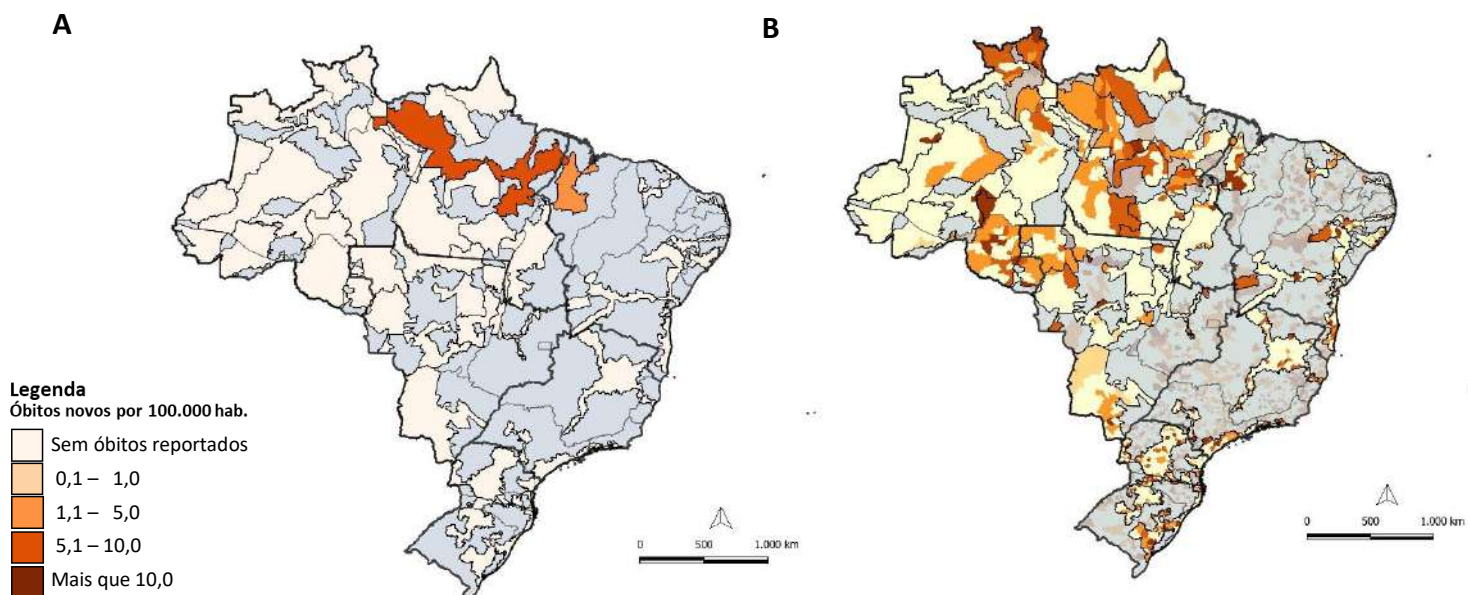 A
B
Legenda
Óbitos novos por 100.000 hab.
Sem óbitos reportados
0,1 – 1,0
1,1 – 5,0
5,1 – 10,0
Mais que 10,0
0 500 1.000 km
0 500 1.000 km